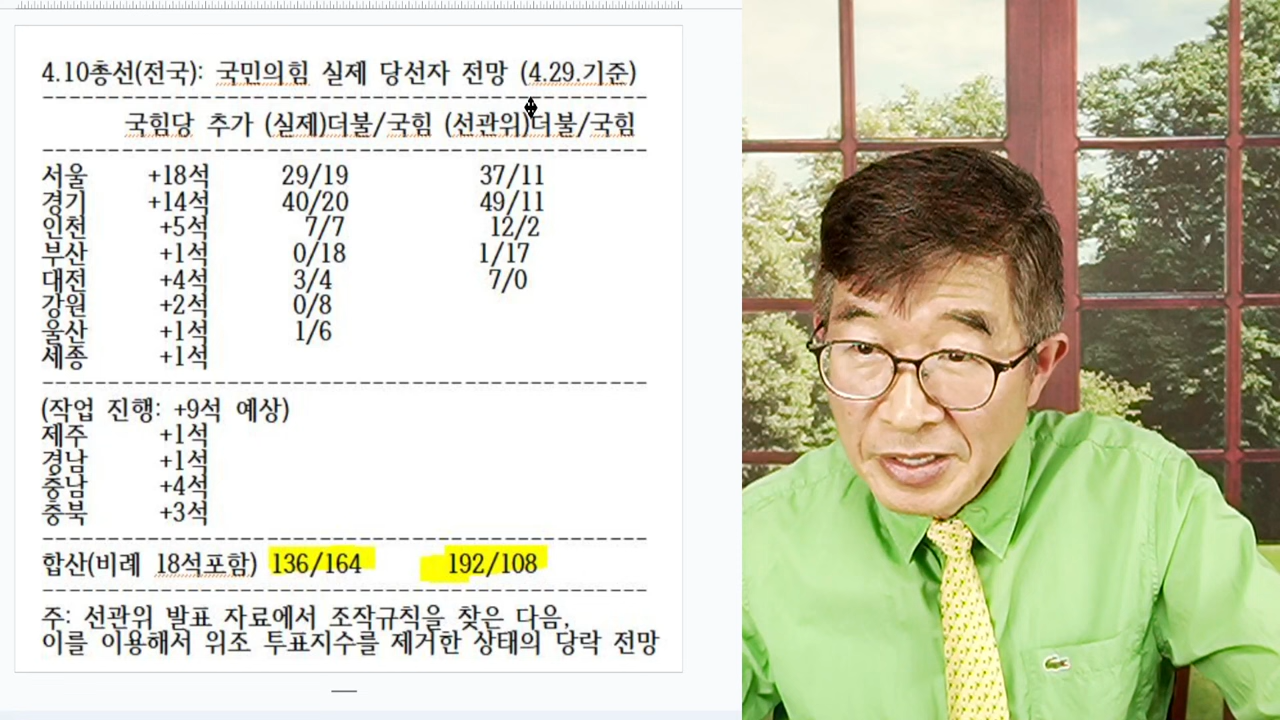 4.10총선(전국): 국민의힘 실제 당선자 전망 (4.29.기준)
국힘당 추가 (실제)더불/국힘 (선관위)더불/국힘
서울 +18석 29/19 37/11
경기 +14석 40/20 49/11
인천 +5석 7/7 12/2
부산 +1석 0/18 1/17
대전 +4석 3/4 7/0
강원 +2석 0/8
울산 +1석 1/6
세종 +1석
(작업 진행: +9석 예상)
제주 +1석
경남 +1석
충남 +4석
충북 +3석
합산(비례 18석포함) 136/164 192/108
주: 선관위 발표 자료에서 조작규칙을 찾은 다음,
이를 이용해서 위조 투표지수를 제거한 상태의 당락 전망